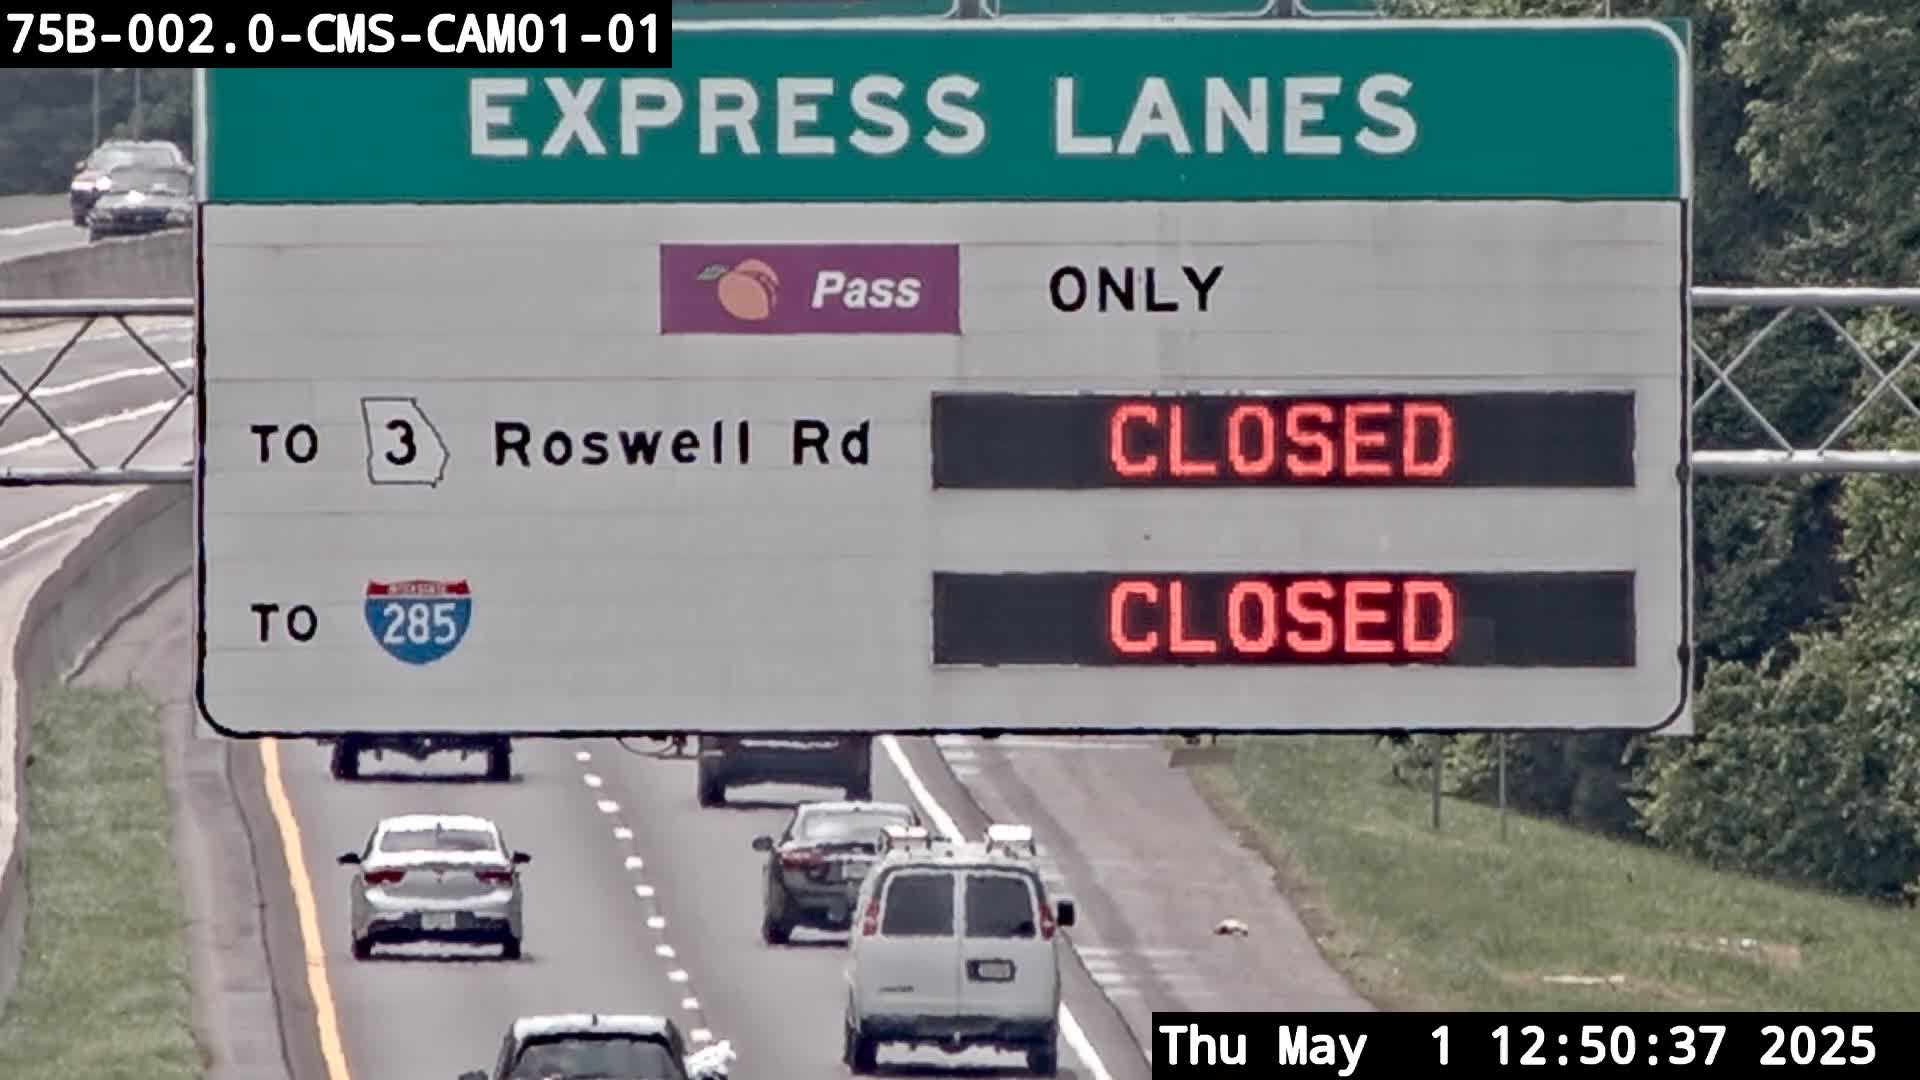 75B-002.0-CMS-CAM01-01
EXPRESS LANES
Pass ONLY
TO 3 Roswell Rd CLOSED
INTERSTATE
TO 285 CLOSED
Thu May 1 12:50:37 2025